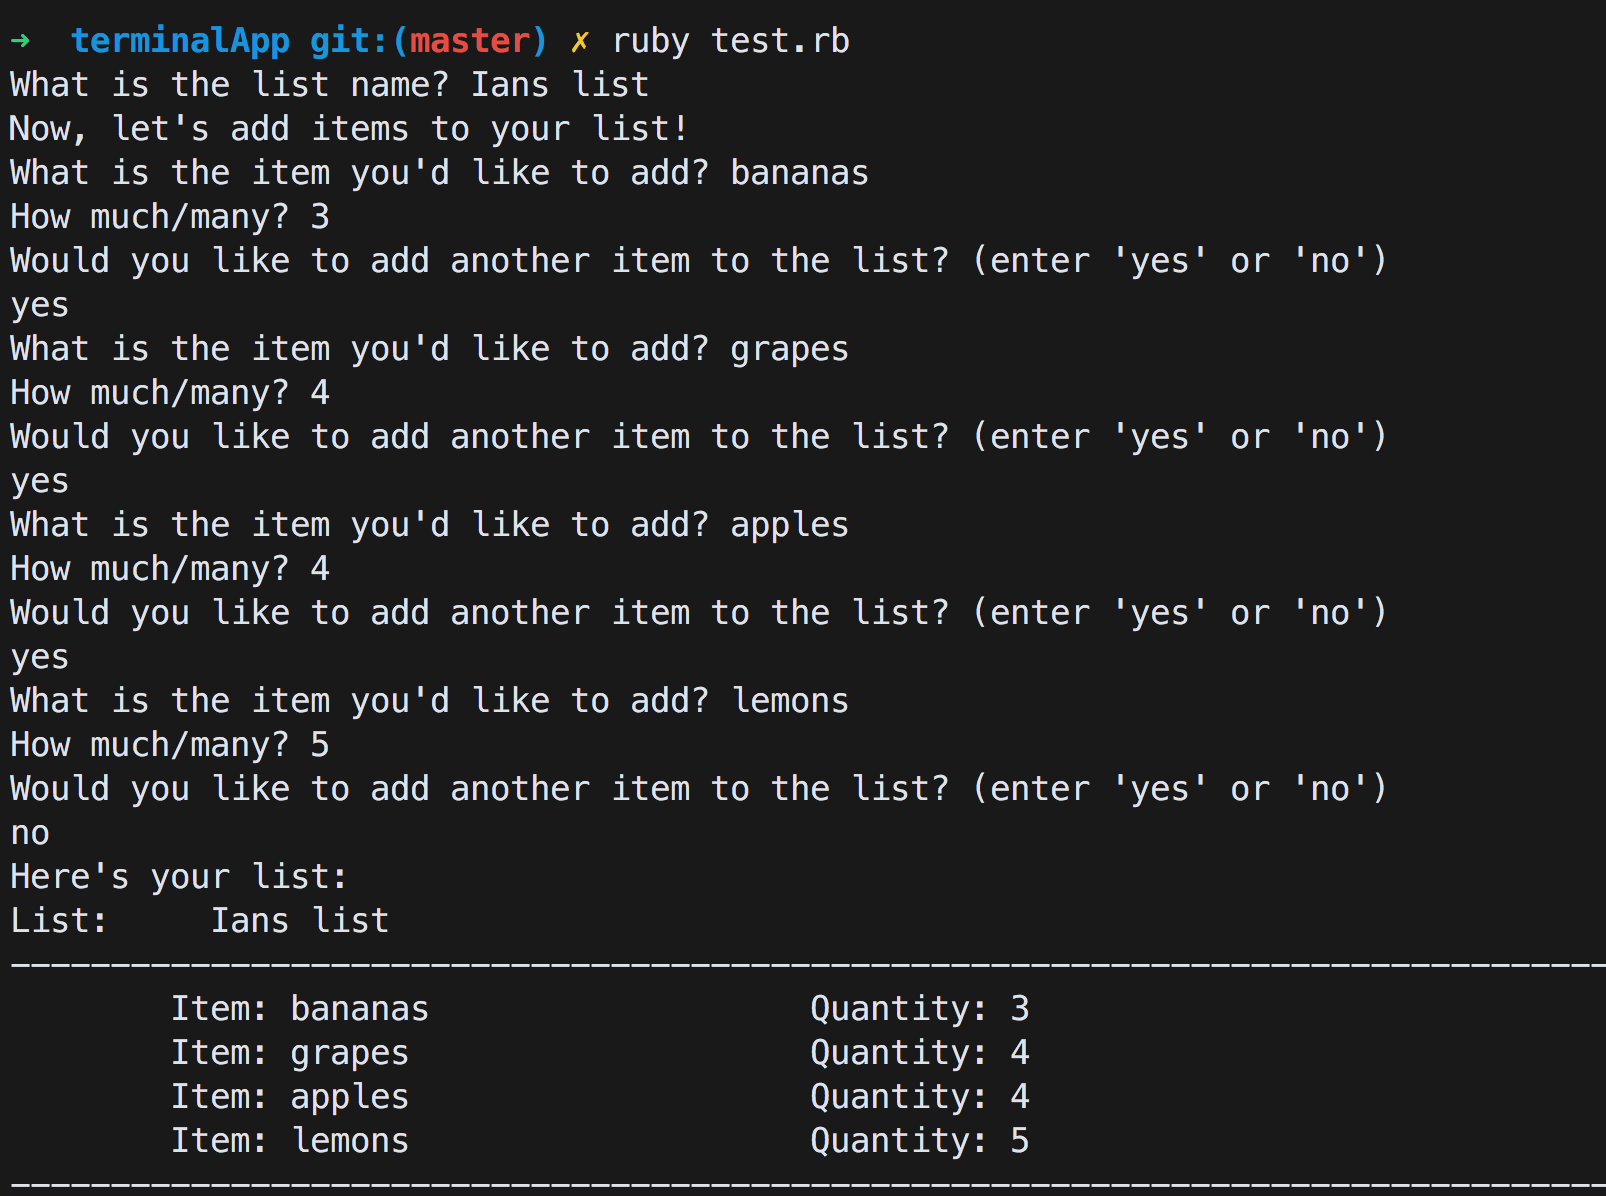 ➜  terminalApp git:(master) ✗ ruby test.rb
What is the list name? Ians list
Now, let's add items to your list!
What is the item you'd like to add? bananas
How much/many? 3
Would you like to add another item to the list? (enter 'yes' or 'no')
yes
What is the item you'd like to add? grapes
How much/many? 4
Would you like to add another item to the list? (enter 'yes' or 'no')
yes
What is the item you'd like to add? apples
How much/many? 4
Would you like to add another item to the list? (enter 'yes' or 'no')
yes
What is the item you'd like to add? lemons
How much/many? 5
Would you like to add another item to the list? (enter 'yes' or 'no')
no
Here's your list:
List:     Ians list
--------------------------------------------------------------------------------
        Item: bananas                   Quantity: 3
        Item: grapes                    Quantity: 4
        Item: apples                    Quantity: 4
        Item: lemons                    Quantity: 5
--------------------------------------------------------------------------------